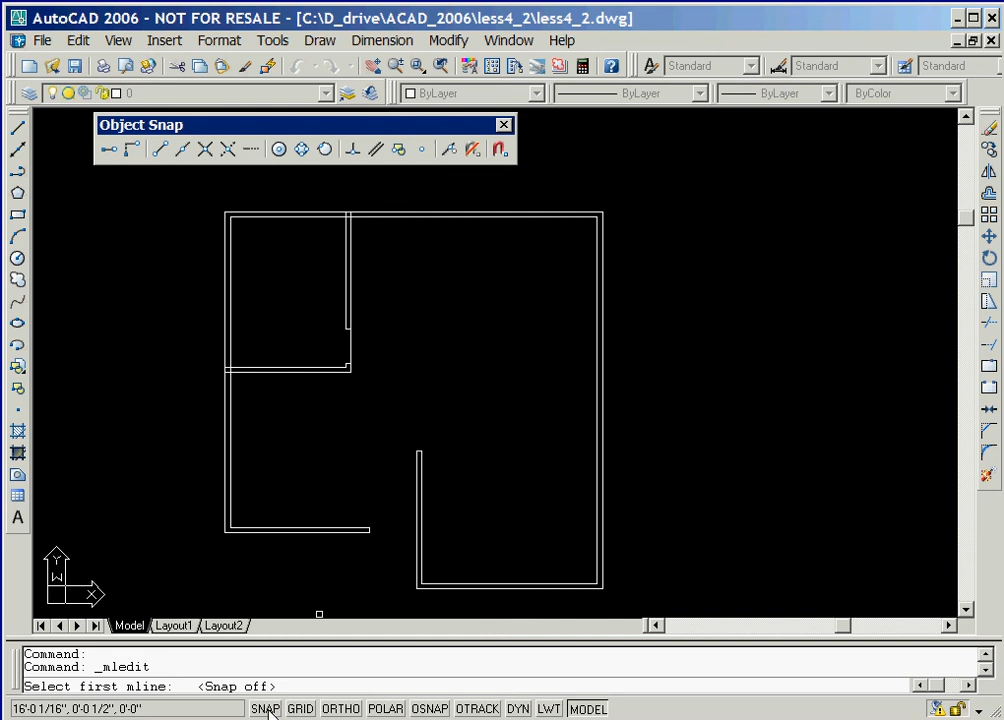 AutoCAD 2006 - NOT FOR RESALE - [C:\D_drive\ACAD_2006\less4_2\less4_2.dwg]
File Edit View Insert Format Tools Draw Dimension Modify Window Help
Standard Standard Standard
0 ByLayer ByLayer ByLayer ByColor
Object Snap
A
Y
W
X
Model Layout1 Layout2
Command:
Command: _mledit
Select first mline: <Snap off>
16'-0 1/16", 0'-0 1/2", 0'-0" SNAP GRID ORTHO POLAR OSNAP OTRACK DYN LWT MODEL